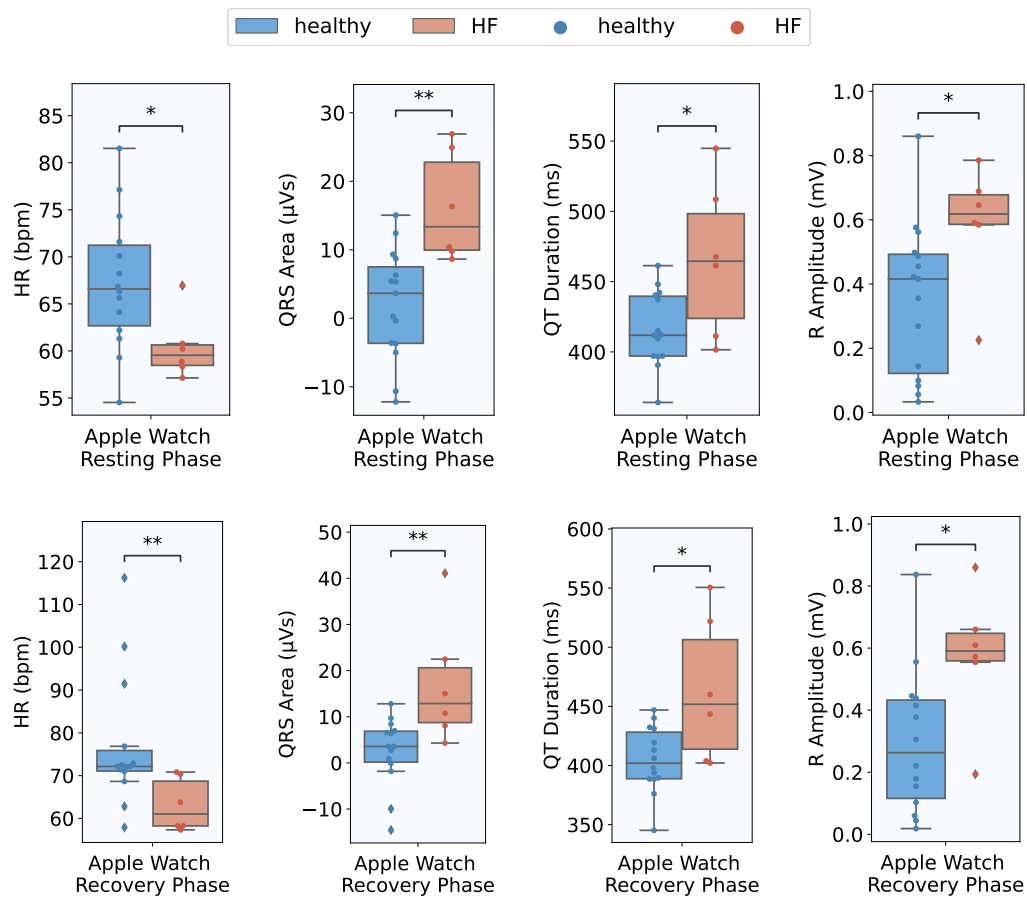 healthy HF healthy HF
HR (bpm)
85
80
75
70
65
60
55
*
Apple Watch
Resting Phase
QRS Area (μVs)
30
20
10
0
−10
**
Apple Watch
Resting Phase
QT Duration (ms)
550
500
450
400
*
Apple Watch
Resting Phase
R Amplitude (mV)
1.0
0.8
0.6
0.4
0.2
0.0
*
Apple Watch
Resting Phase
HR (bpm)
120
110
100
90
80
70
60
**
Apple Watch
Recovery Phase
QRS Area (μVs)
50
40
30
20
10
0
−10
**
Apple Watch
Recovery Phase
QT Duration (ms)
600
550
500
450
400
350
*
Apple Watch
Recovery Phase
R Amplitude (mV)
1.0
0.8
0.6
0.4
0.2
0.0
*
Apple Watch
Recovery Phase